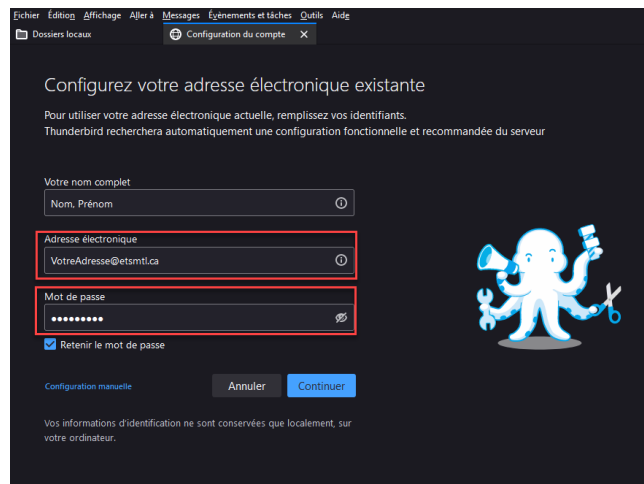 Fichier Édition Affichage Aller à Messages Événements et tâches Outils Aide
Dossiers locaux Configuration du compte
Configurez votre adresse électronique existante
Pour utiliser votre adresse électronique actuelle, remplissez vos identifiants.
Thunderbird recherchera automatiquement une configuration fonctionnelle et recommandée du serveur
Votre nom complet
Nom, Prénom
Adresse électronique
VotreAdresse@etsmtl.ca
Mot de passe
•••••••••
Retenir le mot de passe
Configuration manuelle Annuler Continuer
Vos informations d'identification ne sont conservées que localement, sur
votre ordinateur.